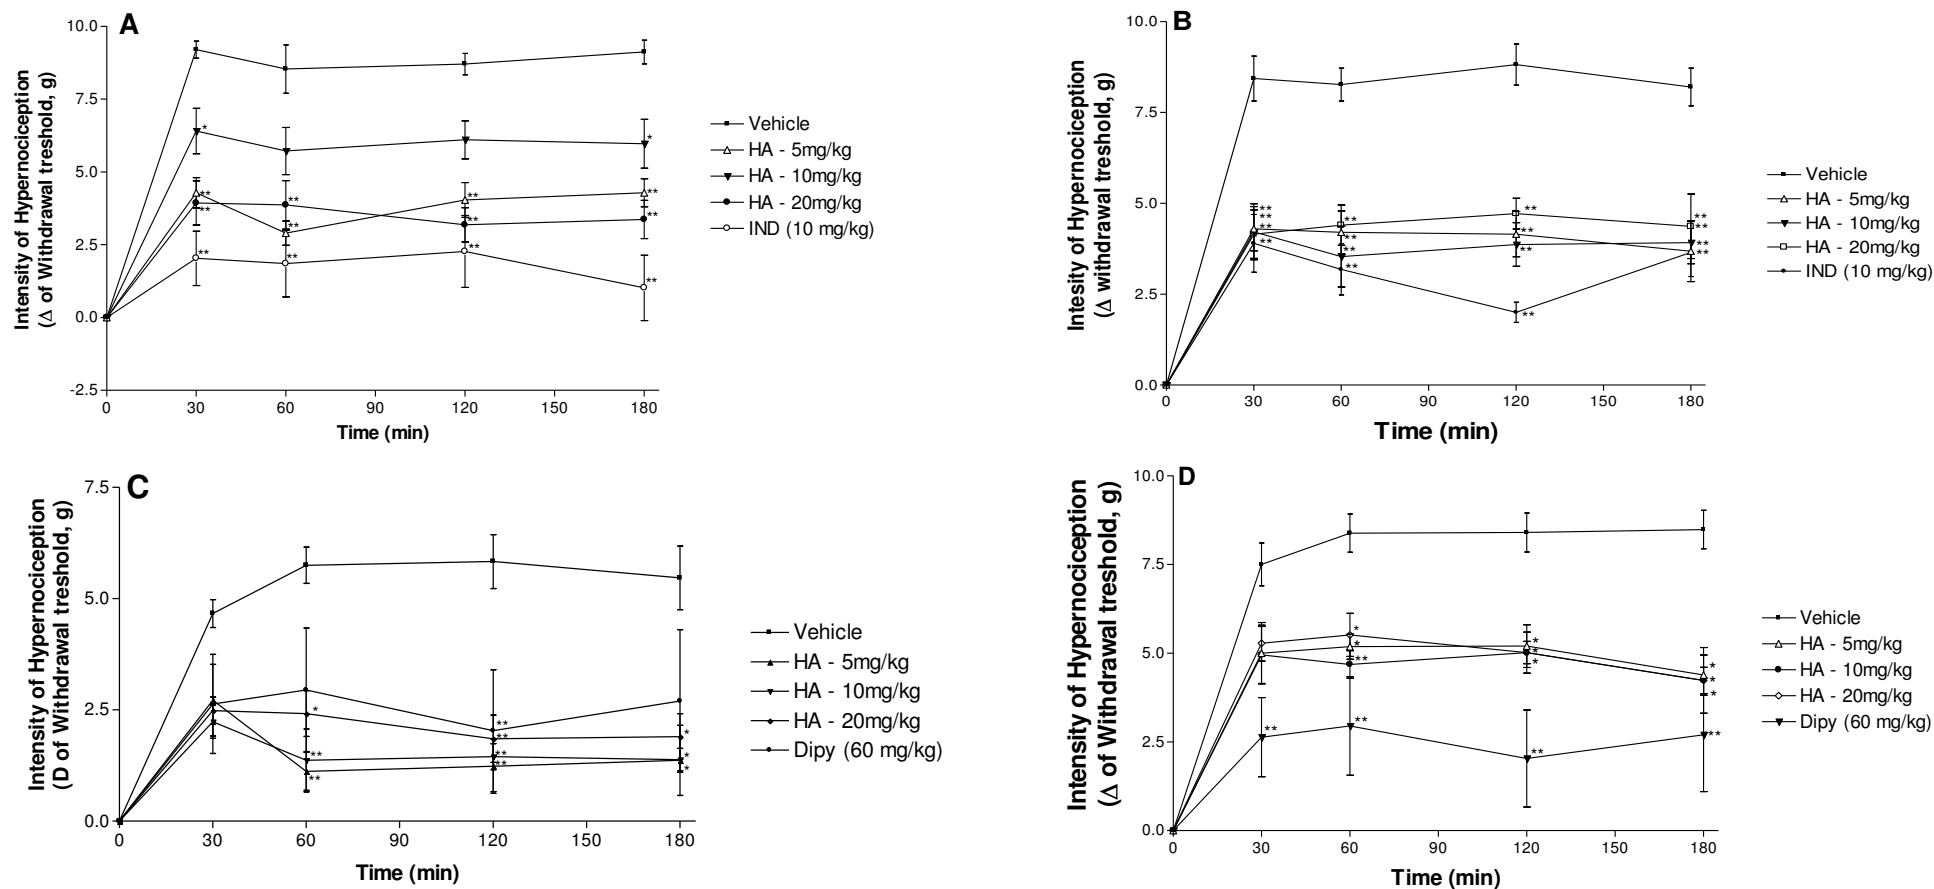 A
Intensity of Hypernociception
(Δ of Withdrawal treshold, g)
10.0
7.5
5.0
2.5
0.0
-2.5
0 30 60 90 120 150 180
Time (min)
* *
** ** ** **
** ** ** **
** ** ** **
Vehicle
HA - 5mg/kg
HA - 10mg/kg
HA - 20mg/kg
IND (10 mg/kg)
B
Intesity of Hypernociception
(Δ withdrawal treshold, g)
10.0
7.5
5.0
2.5
0.0
0 30 60 90 120 150 180
Time (min)
** ** ** **
** ** ** **
** ** ** **
** ** ** **
Vehicle
HA - 5mg/kg
HA - 10mg/kg
HA - 20mg/kg
IND (10 mg/kg)
C
Intensity of Hypernociception
(D of Withdrawal treshold, g)
7.5
5.0
2.5
0.0
0 30 60 90 120 150 180
Time (min)
* ** *
** ** *
** ** *
Vehicle
HA - 5mg/kg
HA - 10mg/kg
HA - 20mg/kg
Dipy (60 mg/kg)
D
Intensity of Hypernociception
(Δ of Withdrawal treshold, g)
10.0
7.5
5.0
2.5
0.0
0 30 60 90 120 150 180
Time (min)
* * *
* * *
** * *
** ** ** **
Vehicle
HA - 5mg/kg
HA - 10mg/kg
HA - 20mg/kg
Dipy (60 mg/kg)